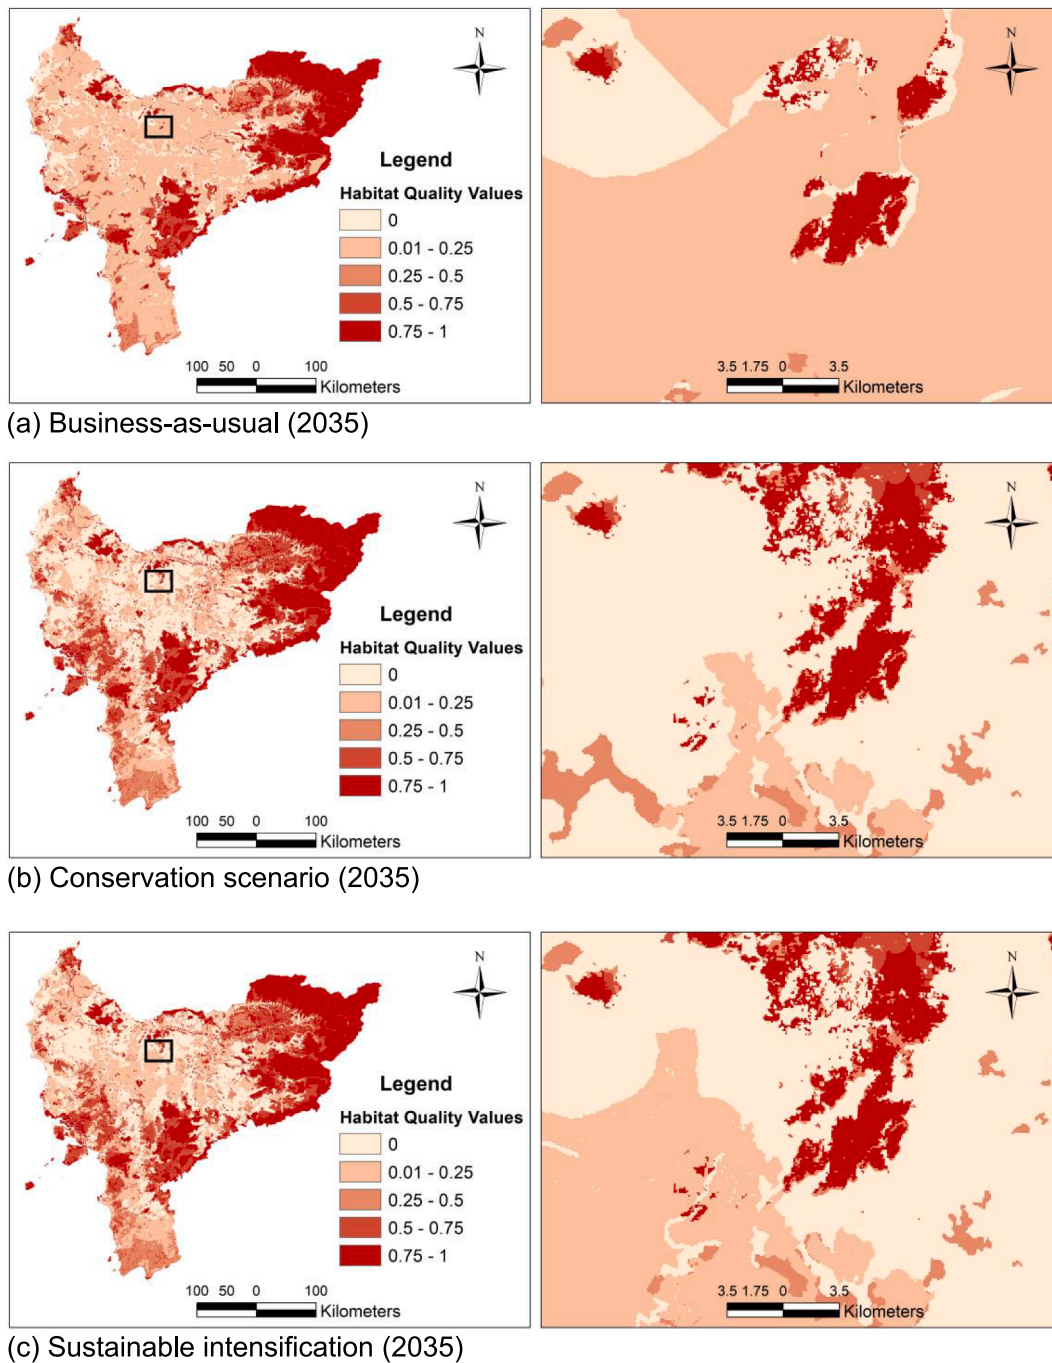 N
Legend
Habitat Quality Values
0
0.01 - 0.25
0.25 - 0.5
0.5 - 0.75
0.75 - 1
100 50 0 100
Kilometers
N
3.5 1.75 0 3.5
Kilometers
(a) Business-as-usual (2035)
N
Legend
Habitat Quality Values
0
0.01 - 0.25
0.25 - 0.5
0.5 - 0.75
0.75 - 1
100 50 0 100
Kilometers
N
3.5 1.75 0 3.5
Kilometers
(b) Conservation scenario (2035)
N
Legend
Habitat Quality Values
0
0.01 - 0.25
0.25 - 0.5
0.5 - 0.75
0.75 - 1
100 50 0 100
Kilometers
N
3.5 1.75 0 3.5
Kilometers
(c) Sustainable intensification (2035)